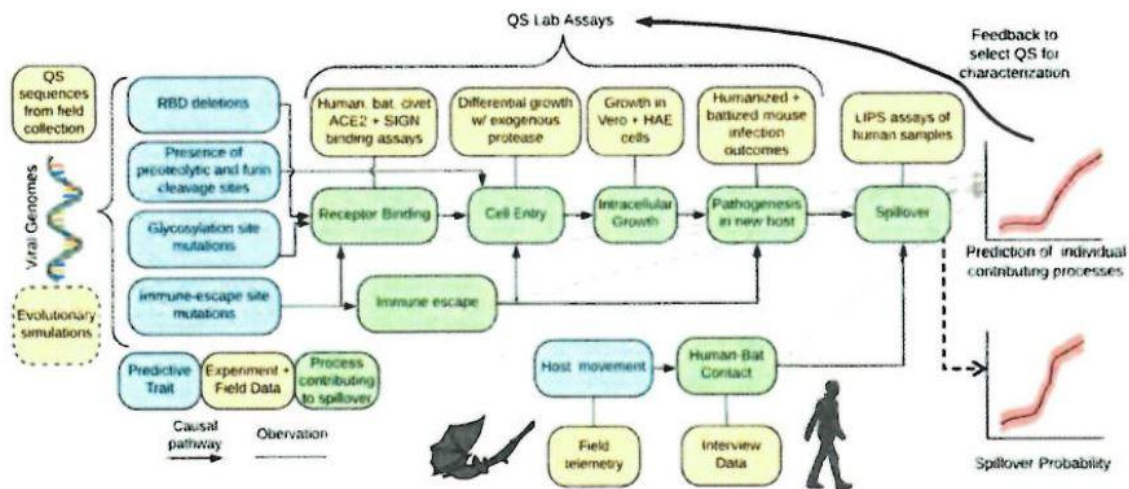 QS Lab Assays
Feedback to
select QS for
characterization
QS
sequences
from field
collection
RBD deletions
Human. bat. civet
ACE2 + SIGN
binding assays
Differential growth
w/ exogenous
protease
Growth in
Vero + HAE
cells
Humanized +
batized mouse
infection
outcomes
LIPS assays of
human samples
Presence of
preoteolytic and furin
cleavage sites
Viral Genomes
Receptor Binding
Cell Entry
Intracellular
Growth
Pathogenesis
in new host
Spillover
Glycosylation site
mutations
Prediction of individual
contributing processes
Immune-escape site
mutations
Immune escape
Evolutionary
simulations
Host movement
Human-Bat
Contact
Predictive
Trait
Experiment +
Field Data
Process
contributing
to spillover
Causal
pathway
Obervation
Field
telemetry
Interview
Data
Spillover Probability